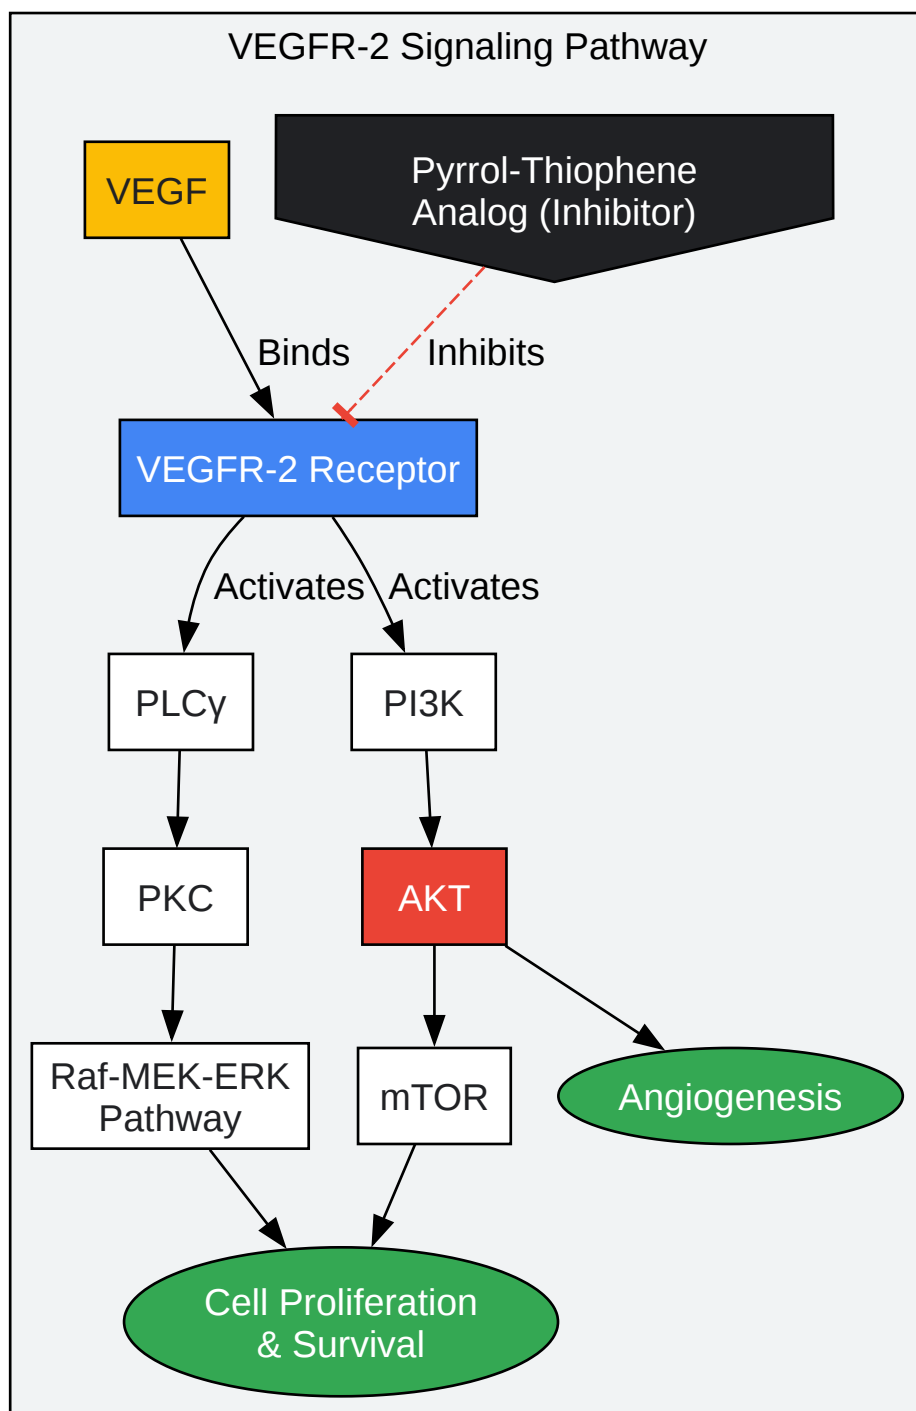 VEGFR-2 Signaling Pathway
VEGF
Pyrrol-Thiophene
Analog (Inhibitor)
Binds
Inhibits
VEGFR-2 Receptor
Activates
Activates
PLCγ
PI3K
PKC
AKT
Raf-MEK-ERK
Pathway
mTOR
Angiogenesis
Cell Proliferation
& Survival